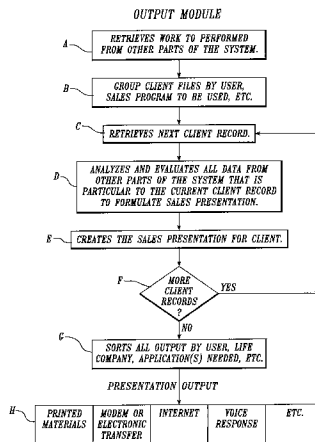 OUTPUT MODULE
A
RETRIEVES WORK TO PERFORMED
FROM OTHER PARTS OF THE SYSTEM.
B
GROUP CLIENT FILES BY USER,
SALES PROGRAM TO BE USED, ETC.
C
RETRIEVES NEXT CLIENT RECORD.
D
ANALYZES AND EVALUATES ALL DATA FROM
OTHER PARTS OF THE SYSTEM THAT IS
PARTICULAR TO THE CURRENT CLIENT RECORD
TO FORMULATE SALES PRESENTATION.
E
CREATES THE SALES PRESENTATION FOR CLIENT.
F
MORE
CLIENT
RECORDS
?
YES
NO
G
SORTS ALL OUTPUT BY USER, LIFE
COMPANY, APPLICATION(S) NEEDED, ETC.
PRESENTATION OUTPUT
H
PRINTED
MATERIALS
MODEM OR
ELECTRONIC
TRANSFER
INTERNET
VOICE
RESPONSE
ETC.